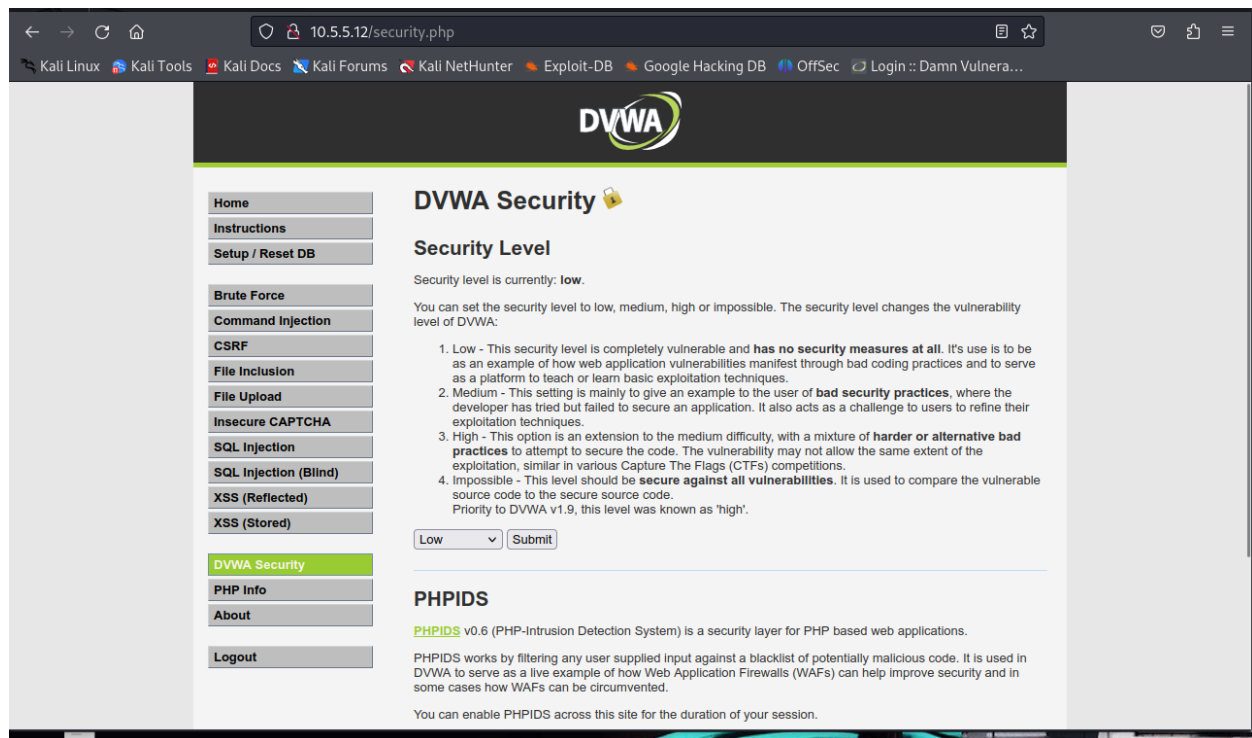 10.5.5.12/security.php
Kali Linux Kali Tools Kali Docs Kali Forums Kali NetHunter Exploit-DB Google Hacking DB OffSec Login :: Damn Vulnera…
DVWA
Home
Instructions
Setup / Reset DB
Brute Force
Command Injection
CSRF
File Inclusion
File Upload
Insecure CAPTCHA
SQL Injection
SQL Injection (Blind)
XSS (Reflected)
XSS (Stored)
DVWA Security
PHP Info
About
Logout
DVWA Security
Security Level
Security level is currently: low.
You can set the security level to low, medium, high or impossible. The security level changes the vulnerability
level of DVWA:
1. Low - This security level is completely vulnerable and has no security measures at all. It's use is to be
as an example of how web application vulnerabilities manifest through bad coding practices and to serve
as a platform to teach or learn basic exploitation techniques.
2. Medium - This setting is mainly to give an example to the user of bad security practices, where the
developer has tried but failed to secure an application. It also acts as a challenge to users to refine their
exploitation techniques.
3. High - This option is an extension to the medium difficulty, with a mixture of harder or alternative bad
practices to attempt to secure the code. The vulnerability may not allow the same extent of the
exploitation, similar in various Capture The Flags (CTFs) competitions.
4. Impossible - This level should be secure against all vulnerabilities. It is used to compare the vulnerable
source code to the secure source code.
Priority to DVWA v1.9, this level was known as 'high'.
Low Submit
PHPIDS
PHPIDS v0.6 (PHP-Intrusion Detection System) is a security layer for PHP based web applications.
PHPIDS works by filtering any user supplied input against a blacklist of potentially malicious code. It is used in
DVWA to serve as a live example of how Web Application Firewalls (WAFs) can help improve security and in
some cases how WAFs can be circumvented.
You can enable PHPIDS across this site for the duration of your session.